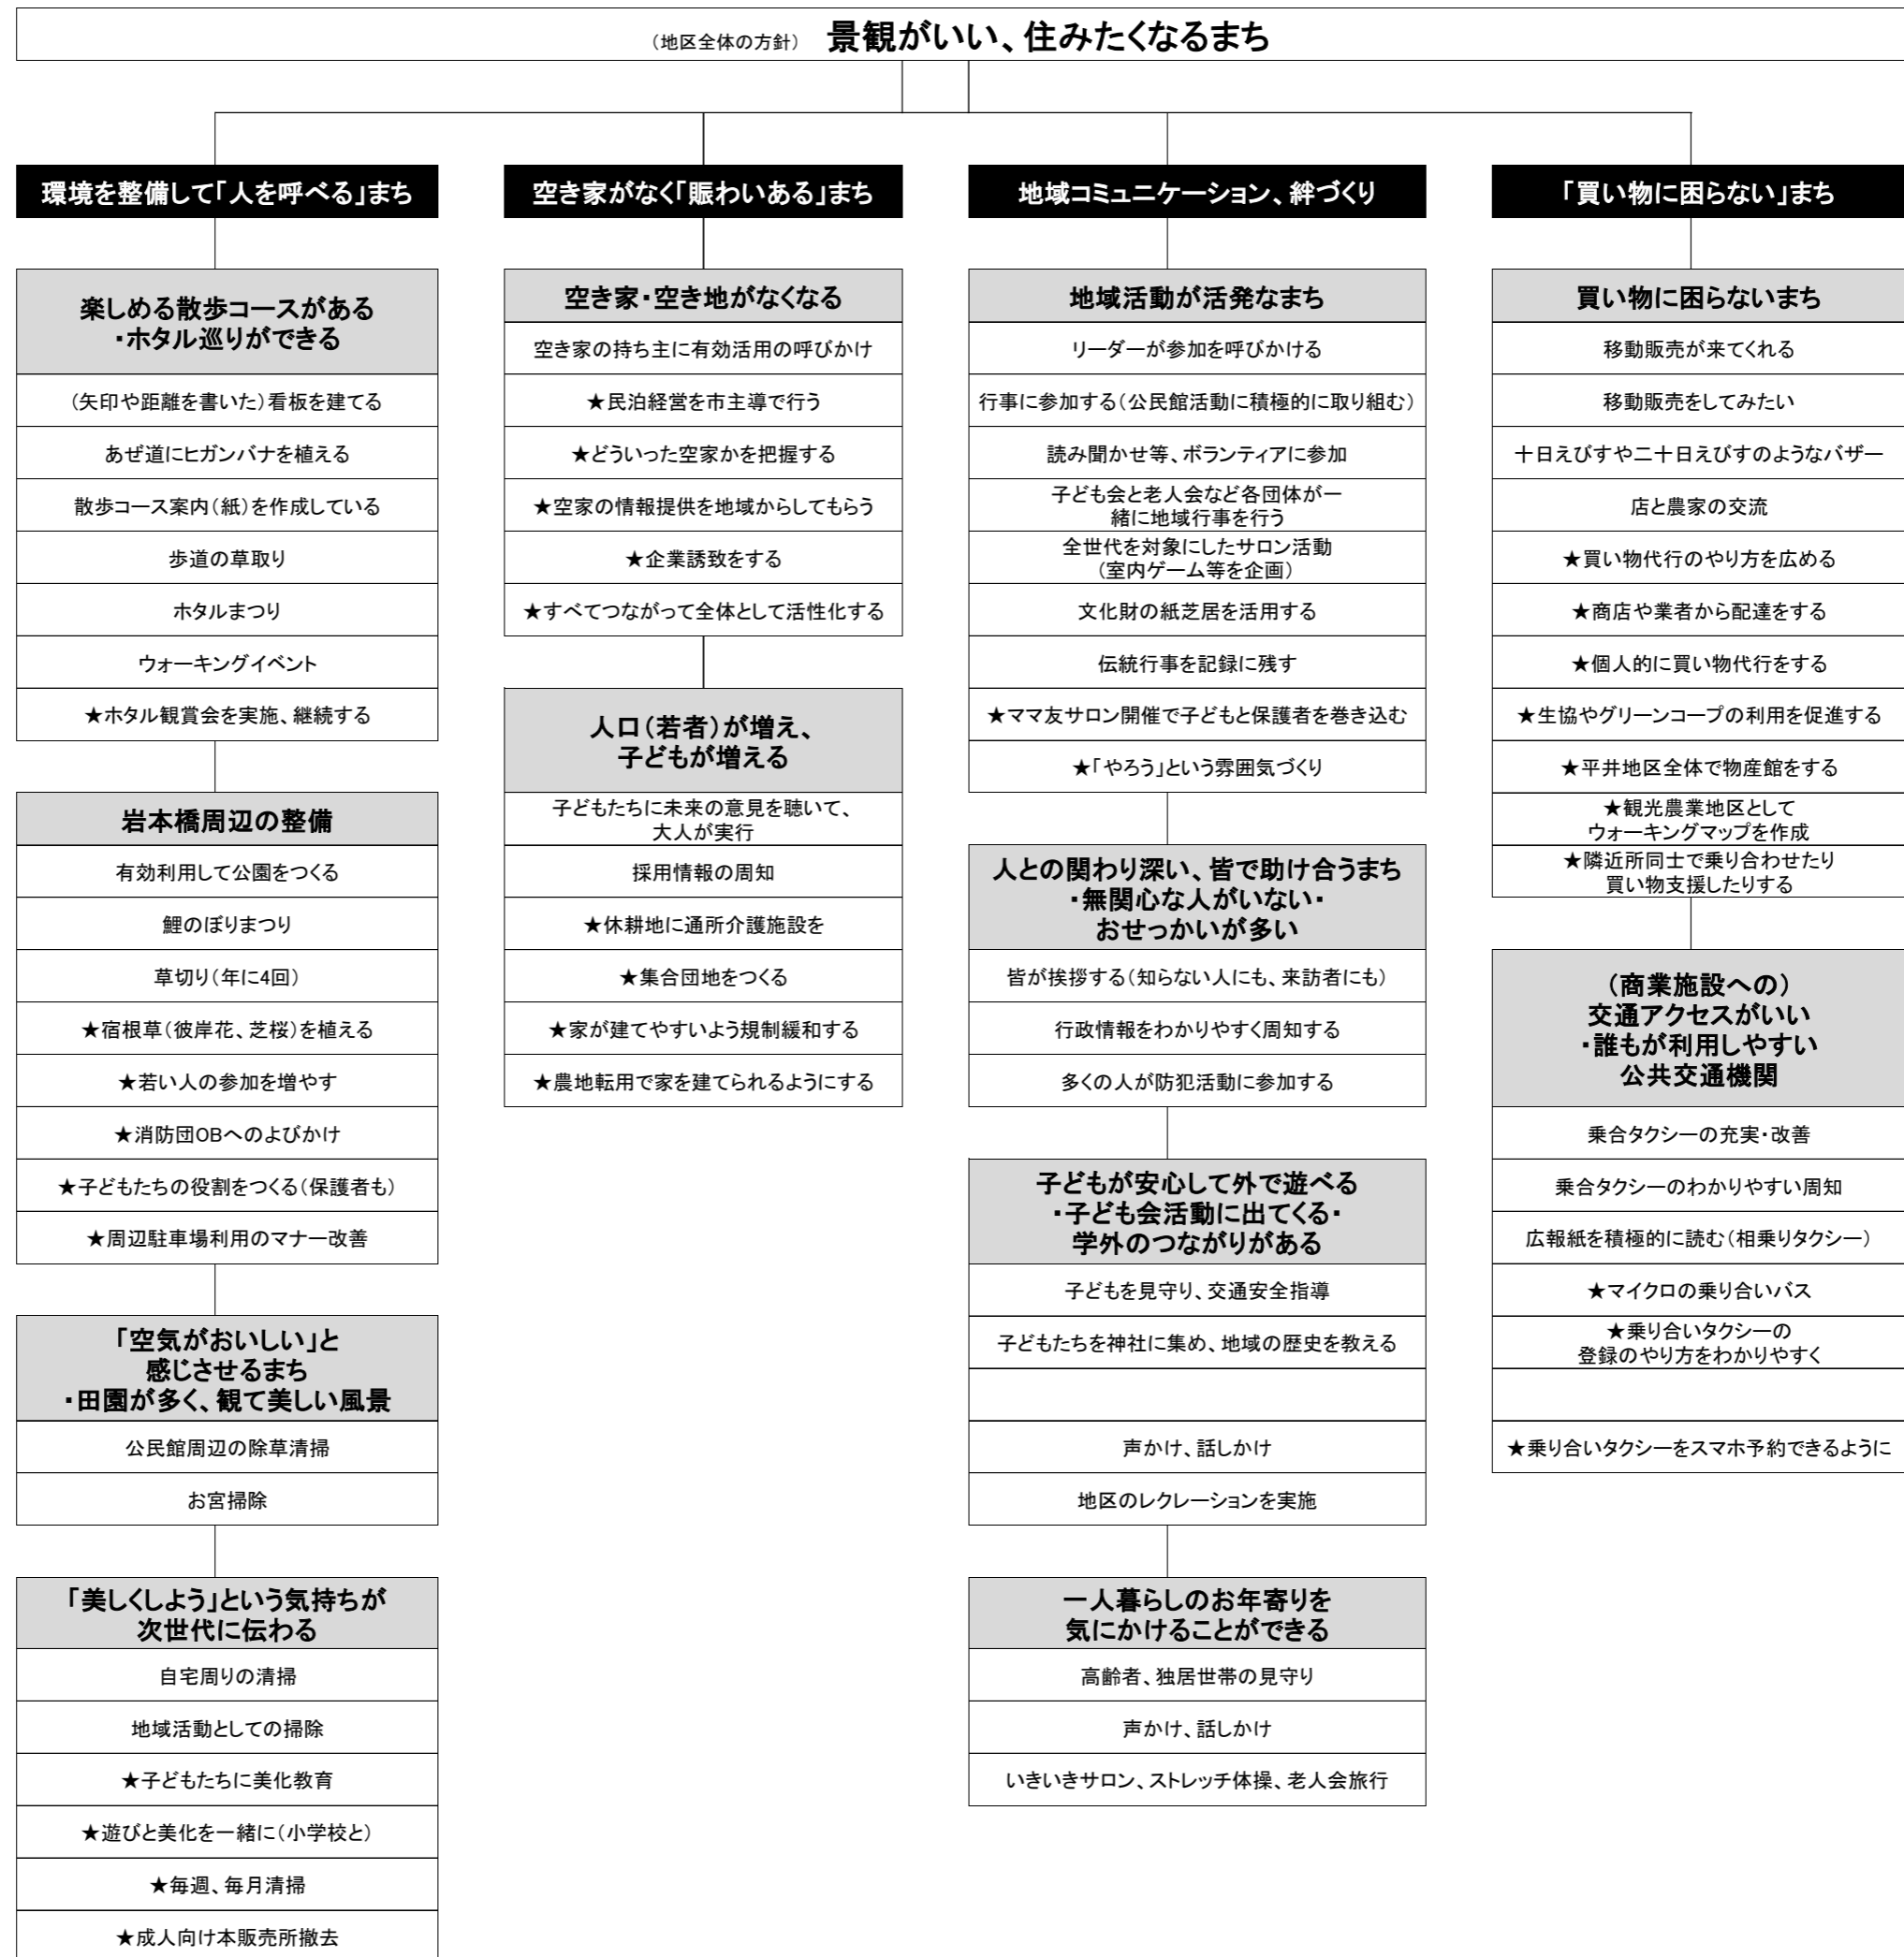 （地区全体の方針） 景観がいい、住みたくなるまち
環境を整備して「人を呼べる」まち
楽しめる散歩コースがある
・ホタル巡りができる
（矢印や距離を書いた）看板を建てる
あぜ道にヒガンバナを植える
散歩コース案内（紙）を作成している
歩道の草取り
ホタルまつり
ウォーキングイベント
★ホタル観賞会を実施、継続する
岩本橋周辺の整備
有効利用して公園をつくる
鯉のぼりまつり
草切り（年に4回）
★宿根草（彼岸花、芝桜）を植える
★若い人の参加を増やす
★消防団OBへのよびかけ
★子どもたちの役割をつくる（保護者も）
★周辺駐車場利用のマナー改善
「空気がおいしい」と
感じさせるまち
・田園が多く、観て美しい風景
公民館周辺の除草清掃
お宮掃除
「美しくしよう」という気持ちが
次世代に伝わる
自宅周りの清掃
地域活動としての掃除
★子どもたちに美化教育
★遊びと美化を一緒に（小学校と）
★毎週、毎月清掃
★成人向け本販売所撤去
空き家がなく「賑わいある」まち
空き家・空き地がなくなる
空き家の持ち主に有効活用の呼びかけ
★民泊経営を市主導で行う
★どういった空家かを把握する
★空家の情報提供を地域からしてもらう
★企業誘致をする
★すべてつながって全体として活性化する
人口（若者）が増え、
子どもが増える
子どもたちに未来の意見を聴いて、
大人が実行
採用情報の周知
★休耕地に通所介護施設を
★集合団地をつくる
★家が建てやすいよう規制緩和する
★農地転用で家を建てられるようにする
地域コミュニケーション、絆づくり
地域活動が活発なまち
リーダーが参加を呼びかける
行事に参加する（公民館活動に積極的に取り組む）
読み聞かせ等、ボランティアに参加
子ども会と老人会など各団体が一
緒に地域行事を行う
全世代を対象にしたサロン活動
（室内ゲーム等を企画）
文化財の紙芝居を活用する
伝統行事を記録に残す
★ママ友サロン開催で子どもと保護者を巻き込む
★「やろう」という雰囲気づくり
人との関わり深い、皆で助け合うまち
・無関心な人がいない・
おせっかいが多い
皆が挨拶する（知らない人にも、来訪者にも）
行政情報をわかりやすく周知する
多くの人が防犯活動に参加する
子どもが安心して外で遊べる
・子ども会活動に出てくる・
学外のつながりがある
子どもを見守り、交通安全指導
子どもたちを神社に集め、地域の歴史を教える
声かけ、話しかけ
地区のレクレーションを実施
一人暮らしのお年寄りを
気にかけることができる
高齢者、独居世帯の見守り
声かけ、話しかけ
いきいきサロン、ストレッチ体操、老人会旅行
「買い物に困らない」まち
買い物に困らないまち
移動販売が来てくれる
移動販売をしてみたい
十日えびすや二十日えびすのようなバザー
店と農家の交流
★買い物代行のやり方を広める
★商店や業者から配達をする
★個人的に買い物代行をする
★生協やグリーンコープの利用を促進する
★平井地区全体で物産館をする
★観光農業地区として
ウォーキングマップを作成
★隣近所同士で乗り合わせたり
買い物支援したりする
（商業施設への）
交通アクセスがいい
・誰もが利用しやすい
公共交通機関
乗合タクシーの充実・改善
乗合タクシーのわかりやすい周知
広報紙を積極的に読む（相乗りタクシー）
★マイクロの乗り合いバス
★乗り合いタクシーの
登録のやり方をわかりやすく
★乗り合いタクシーをスマホ予約できるように